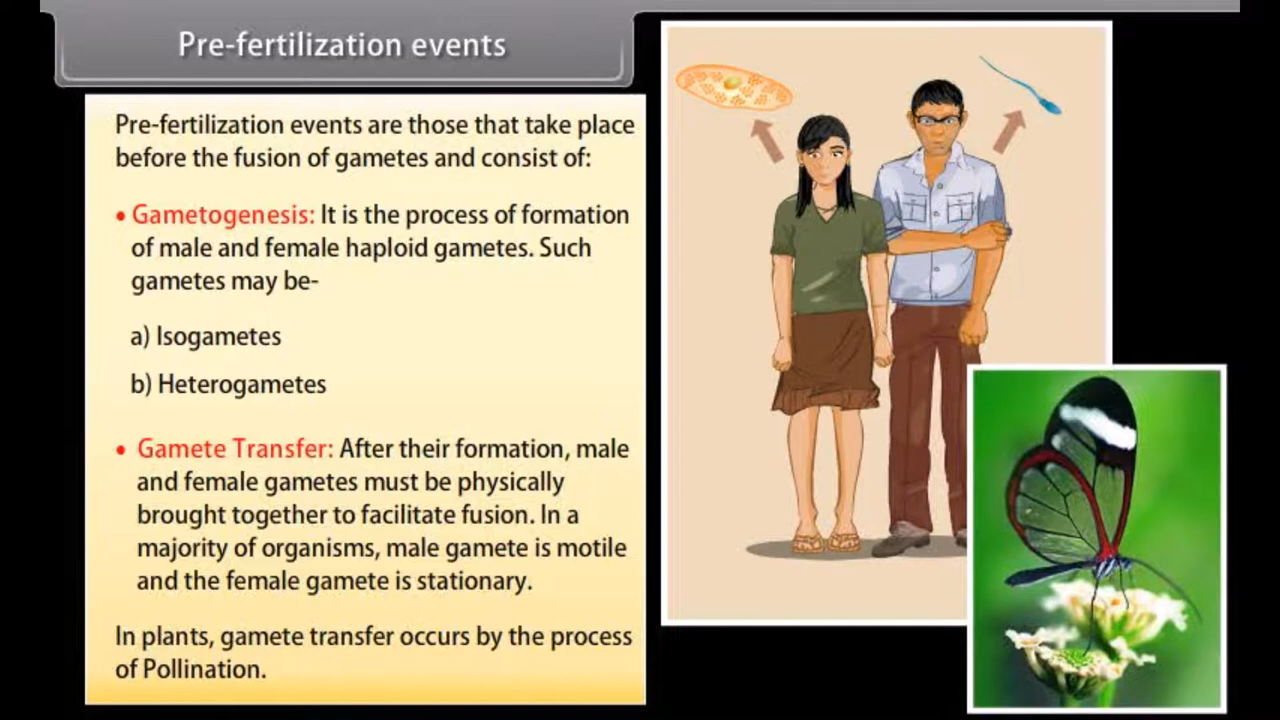 Pre-fertilization events
Pre-fertilization events are those that take place
before the fusion of gametes and consist of:
• Gametogenesis: It is the process of formation
of male and female haploid gametes. Such
gametes may be-
a) Isogametes
b) Heterogametes
• Gamete Transfer: After their formation, male
and female gametes must be physically
brought together to facilitate fusion. In a
majority of organisms, male gamete is motile
and the female gamete is stationary.
In plants, gamete transfer occurs by the process
of Pollination.